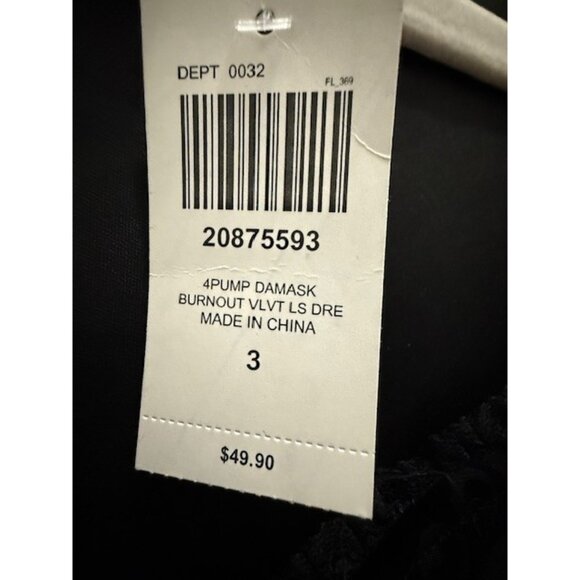 DEPT 0032
FL_369
20875593
4PUMP DAMASK
BURNOUT VLVT LS DRE
MADE IN CHINA
3
$49.90